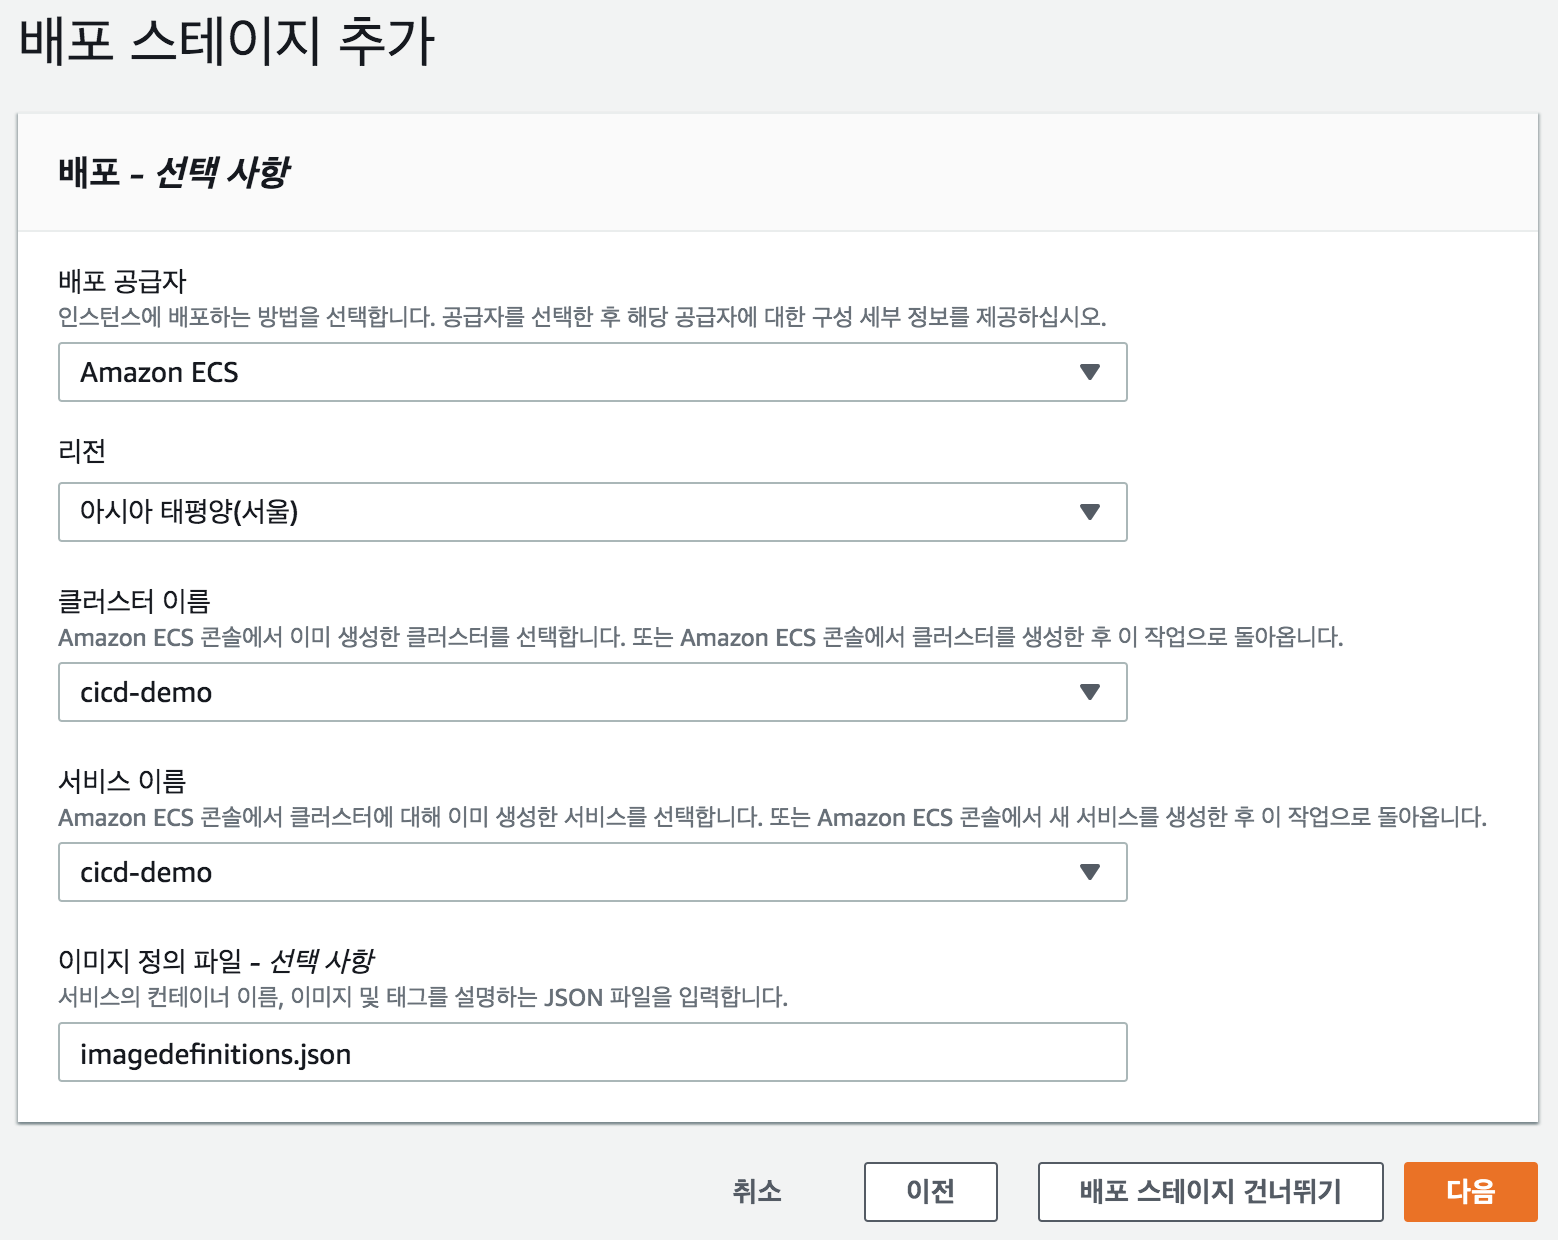 배포 스테이지 추가
배포 - 선택 사항
배포 공급자
인스턴스에 배포하는 방법을 선택합니다. 공급자를 선택한 후 해당 공급자에 대한 구성 세부 정보를 제공하십시오.
Amazon ECS
리전
아시아 태평양(서울)
클러스터 이름
Amazon ECS 콘솔에서 이미 생성한 클러스터를 선택합니다. 또는 Amazon ECS 콘솔에서 클러스터를 생성한 후 이 작업으로 돌아옵니다.
cicd-demo
서비스 이름
Amazon ECS 콘솔에서 클러스터에 대해 이미 생성한 서비스를 선택합니다. 또는 Amazon ECS 콘솔에서 새 서비스를 생성한 후 이 작업으로 돌아옵니다.
cicd-demo
이미지 정의 파일 - 선택 사항
서비스의 컨테이너 이름, 이미지 및 태그를 설명하는 JSON 파일을 입력합니다.
imagedefinitions.json
취소 이전 배포 스테이지 건너뛰기 다음